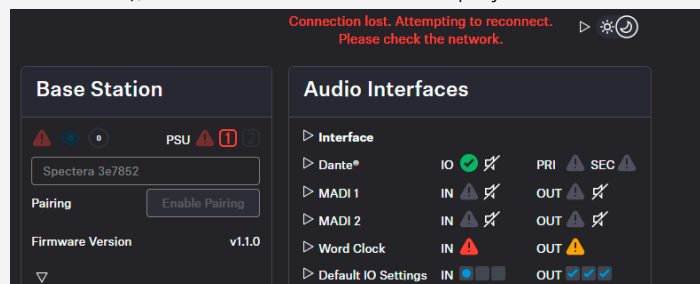 Connection lost. Attempting to reconnect.
Please check the network.
Base Station
0
PSU 1 2
Spectera 3e7852
Pairing Enable Pairing
Firmware Version v1.1.0
Audio Interfaces
Interface
Dante® IO PRI SEC
MADI 1 IN OUT
MADI 2 IN OUT
Word Clock IN OUT
Default IO Settings IN OUT